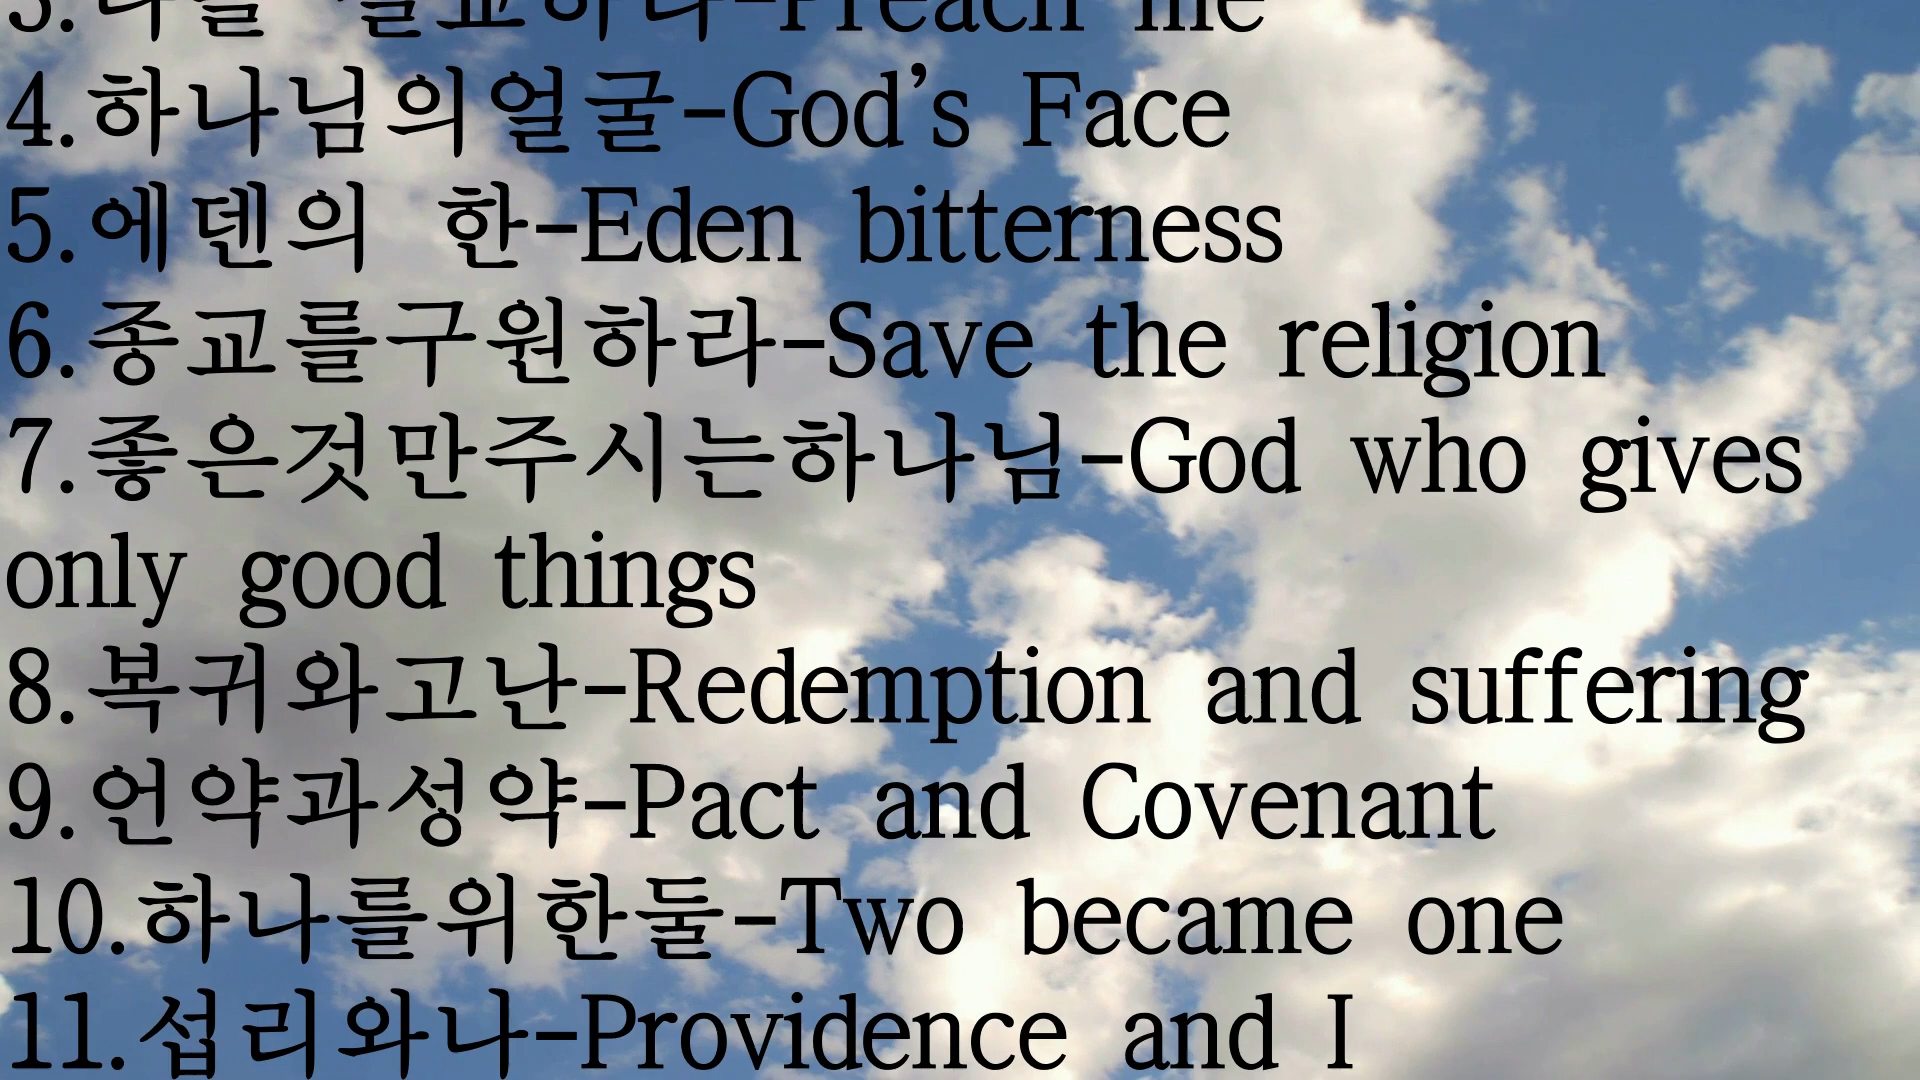 4.하나님의얼굴-God's Face
5.에덴의 한-Eden bitterness
6.종교를구원하라-Save the religion
7.좋은것만주시는하나님-God who gives
only good things
8.복귀와고난-Redemption and suffering
9.언약과성약-Pact and Covenant
10.하나를위한둘-Two became one
11.섭리와나-Providence and I